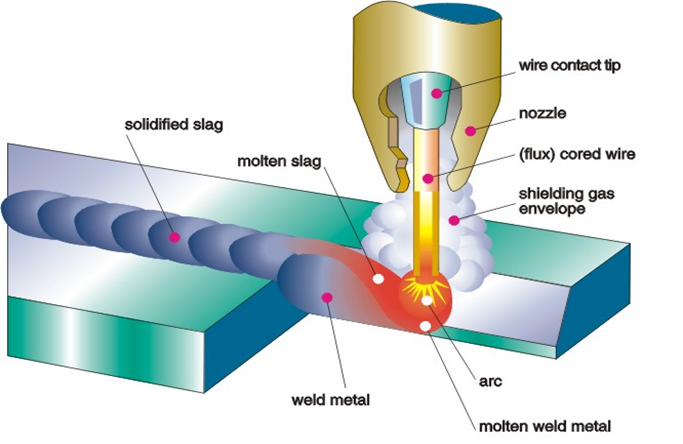 wire contact tip
nozzle
solidified slag
(flux) cored wire
molten slag
shielding gas
envelope
arc
weld metal
molten weld metal